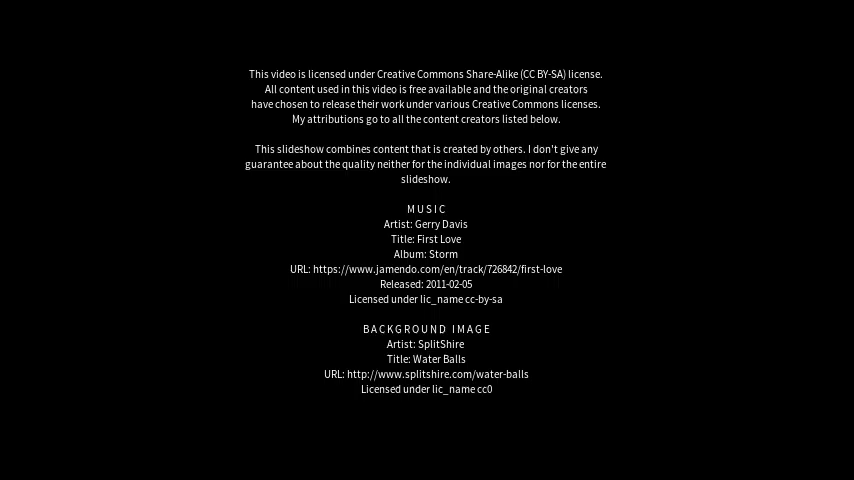 This video is licensed under Creative Commons Share-Alike (CC BY-SA) license.
All content used in this video is free available and the original creators
have chosen to release their work under various Creative Commons licenses.
My attributions go to all the content creators listed below.
This slideshow combines content that is created by others. I don't give any
guarantee about the quality neither for the individual images nor for the entire
slideshow.
MUSIC
Artist: Gerry Davis
Title: First Love
Album: Storm
URL: https://www.jamendo.com/en/track/726842/first-love
Released: 2011-02-05
Licensed under lic_name cc-by-sa
BACKGROUND IMAGE
Artist: SplitShire
Title: Water Balls
URL: http://www.splitshire.com/water-balls
Licensed under lic_name cc0